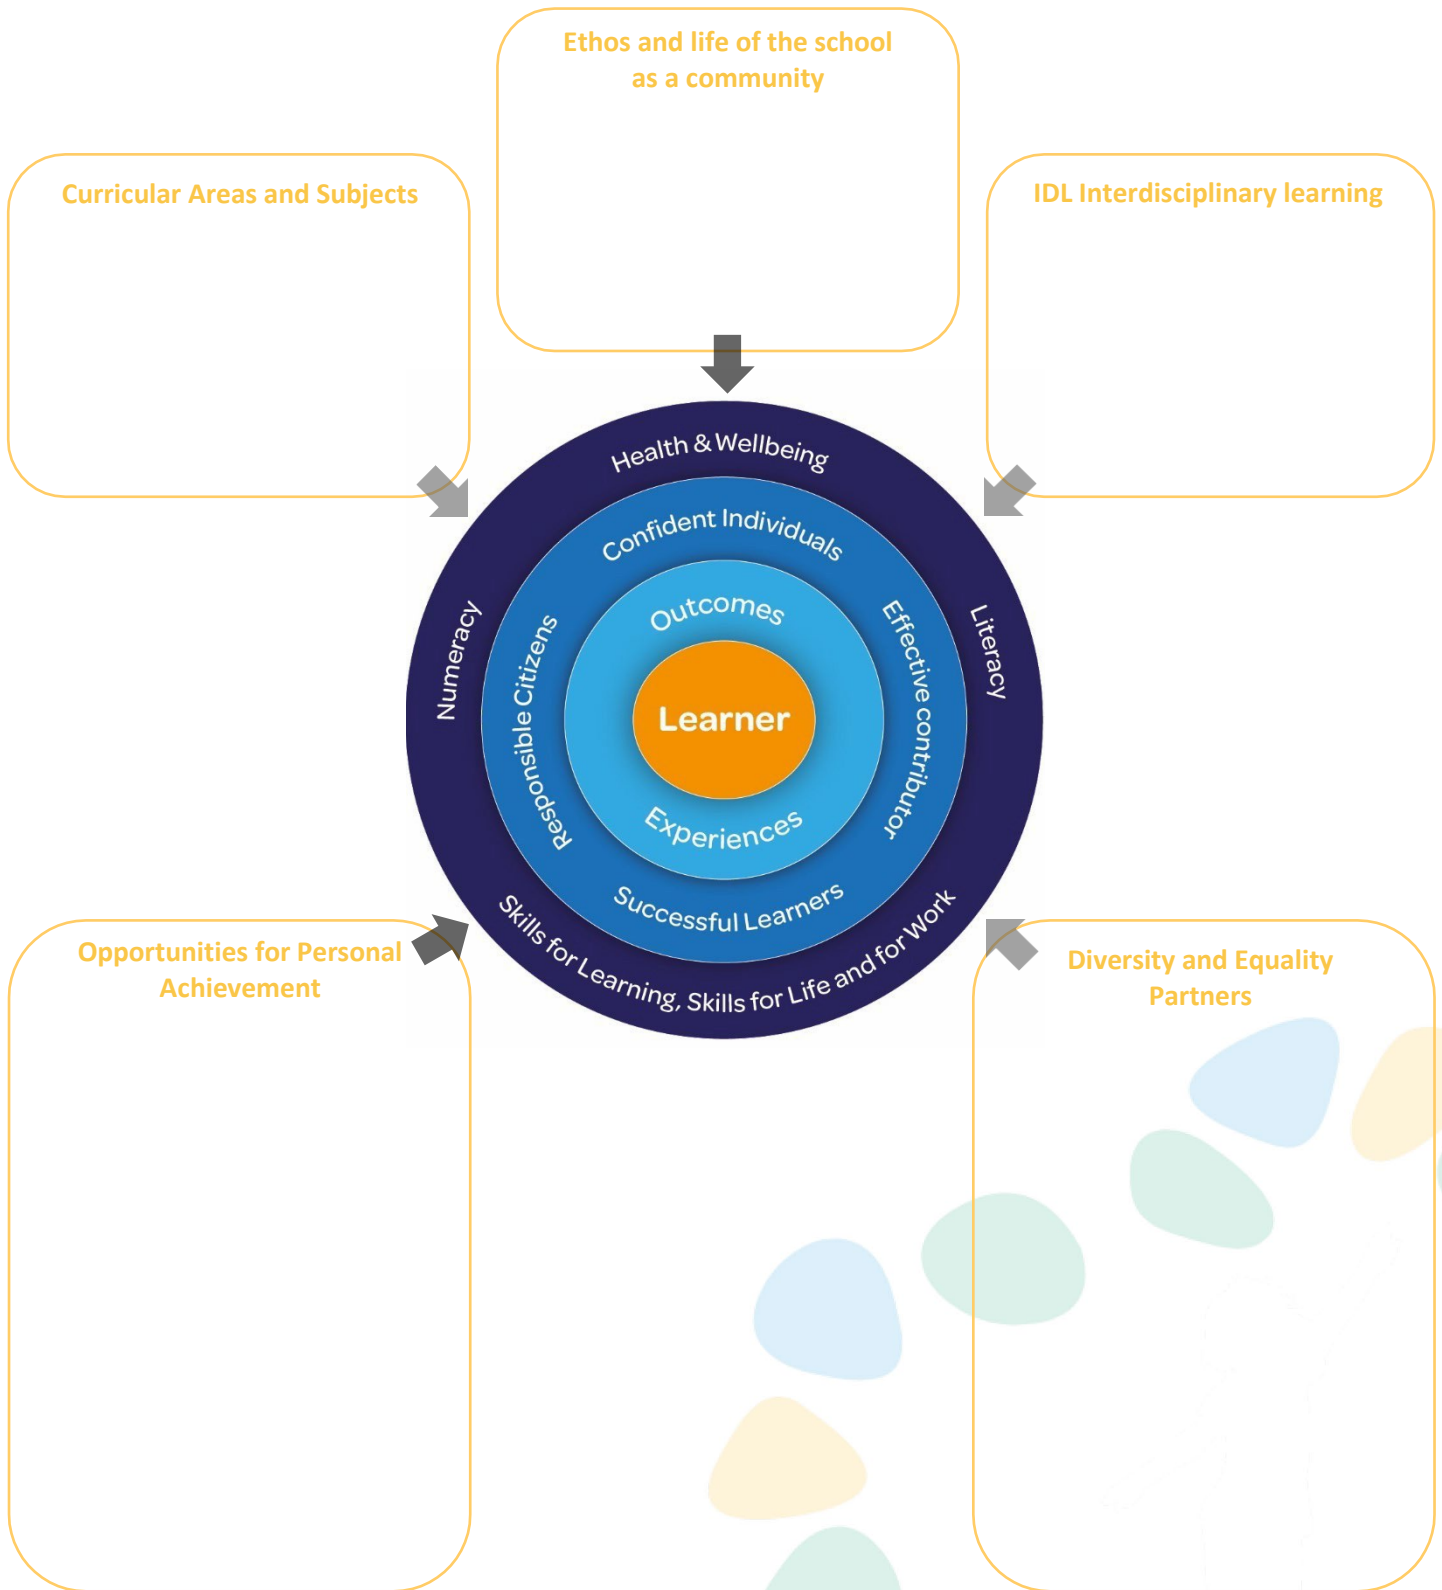 Ethos and life of the school
as a community
Curricular Areas and Subjects
IDL Interdisciplinary learning
Health & Wellbeing
Confident Individuals
Outcomes
Numeracy
Responsible Citizens
Effective contributor
Literacy
Learner
Experiences
Successful Learners
Skills for Learning, Skills for Life and for Work
Opportunities for Personal
Achievement
Diversity and Equality
Partners